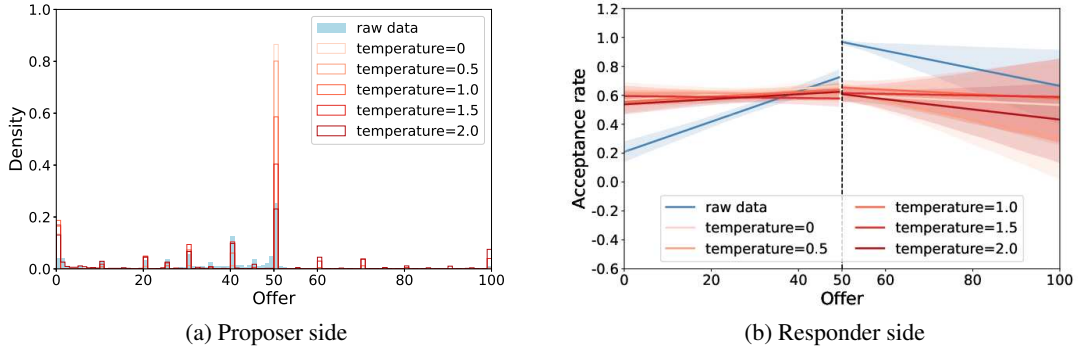 1.0
0.8
0.6
0.4
0.2
0.0
Density
raw data
temperature=0
temperature=0.5
temperature=1.0
temperature=1.5
temperature=2.0
0 20 40 50 60 80 100
Offer
(a) Proposer side
1.2
1.0
0.8
0.6
0.4
0.2
0.0
-0.2
-0.4
-0.6
Acceptance rate
raw data
temperature=0
temperature=0.5
temperature=1.0
temperature=1.5
temperature=2.0
0 20 40 50 60 80 100
Offer
(b) Responder side